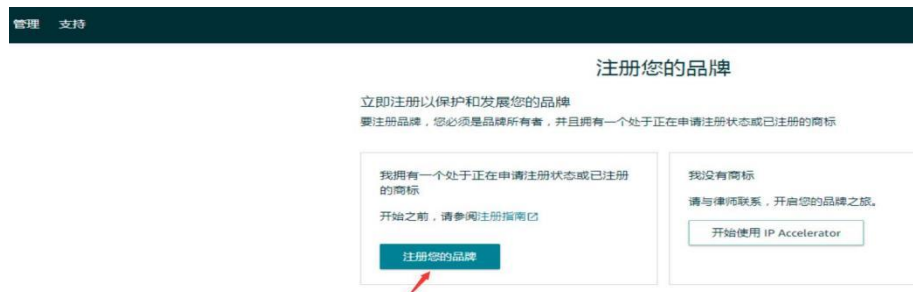 管理 支持
注册您的品牌
立即注册以保护和发展您的品牌
要注册品牌，您必须是品牌所有者，并且拥有一个处于正在申请注册状态或已注册的商标
我拥有一个处于正在申请注册状态或已注册
的商标
开始之前，请参阅注册指南
注册您的品牌
我没有商标
请与律师联系，开启您的品牌之旅。
开始使用 IP Accelerator